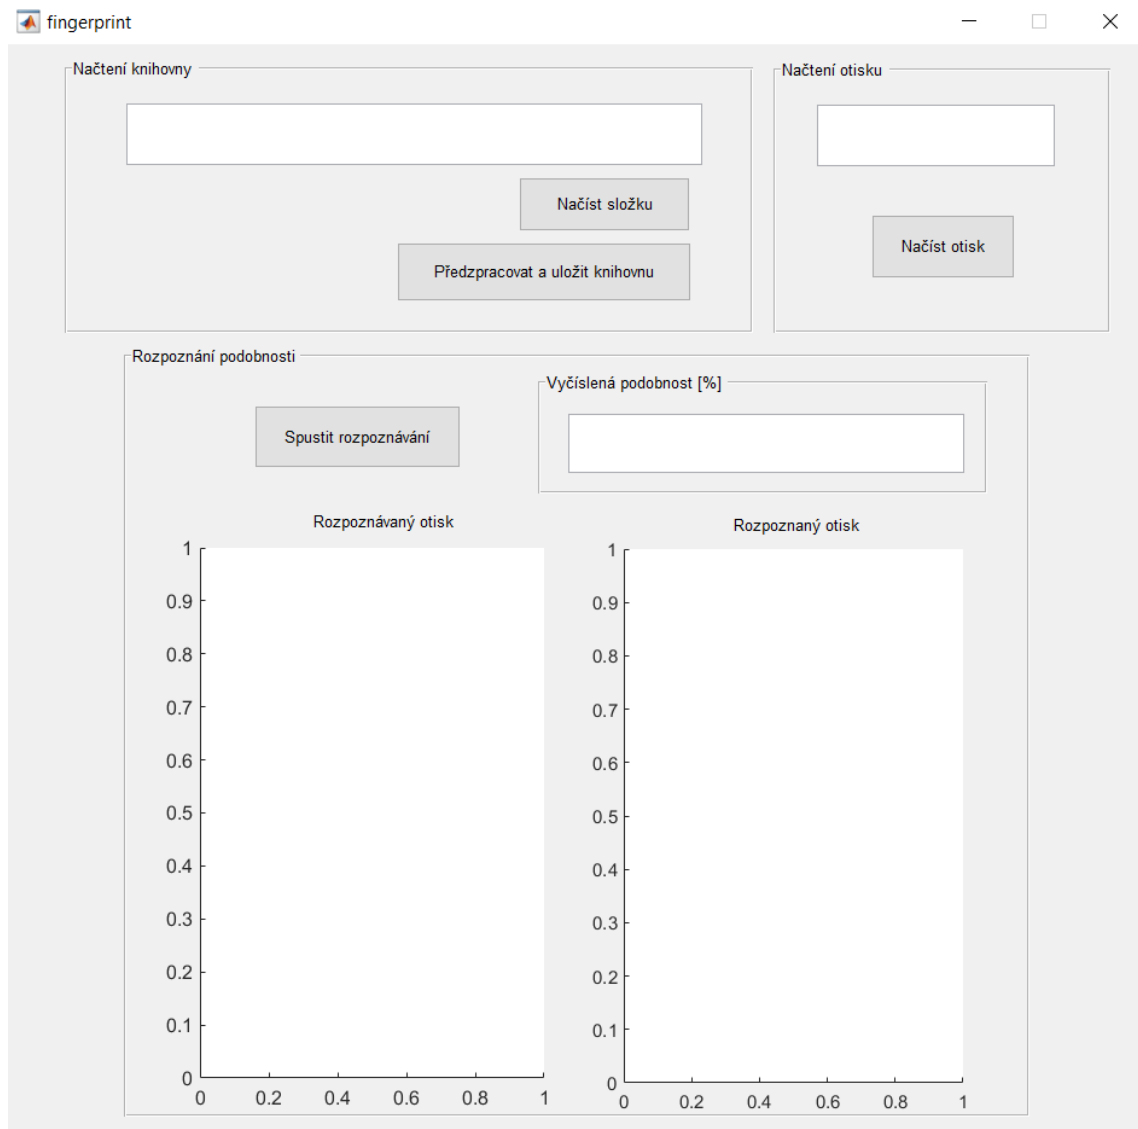 fingerprint
Načtení knihovny
Načtení otisku
Načíst složku
Načíst otisk
Předzpracovat a uložit knihovnu
Rozpoznání podobnosti
Vyčíslená podobnost [%]
Spustit rozpoznávání
Rozpoznávaný otisk
Rozpoznaný otisk
1
0.9
0.8
0.7
0.6
0.5
0.4
0.3
0.2
0.1
0
0 0.2 0.4 0.6 0.8 1
1
0.9
0.8
0.7
0.6
0.5
0.4
0.3
0.2
0.1
0
0 0.2 0.4 0.6 0.8 1